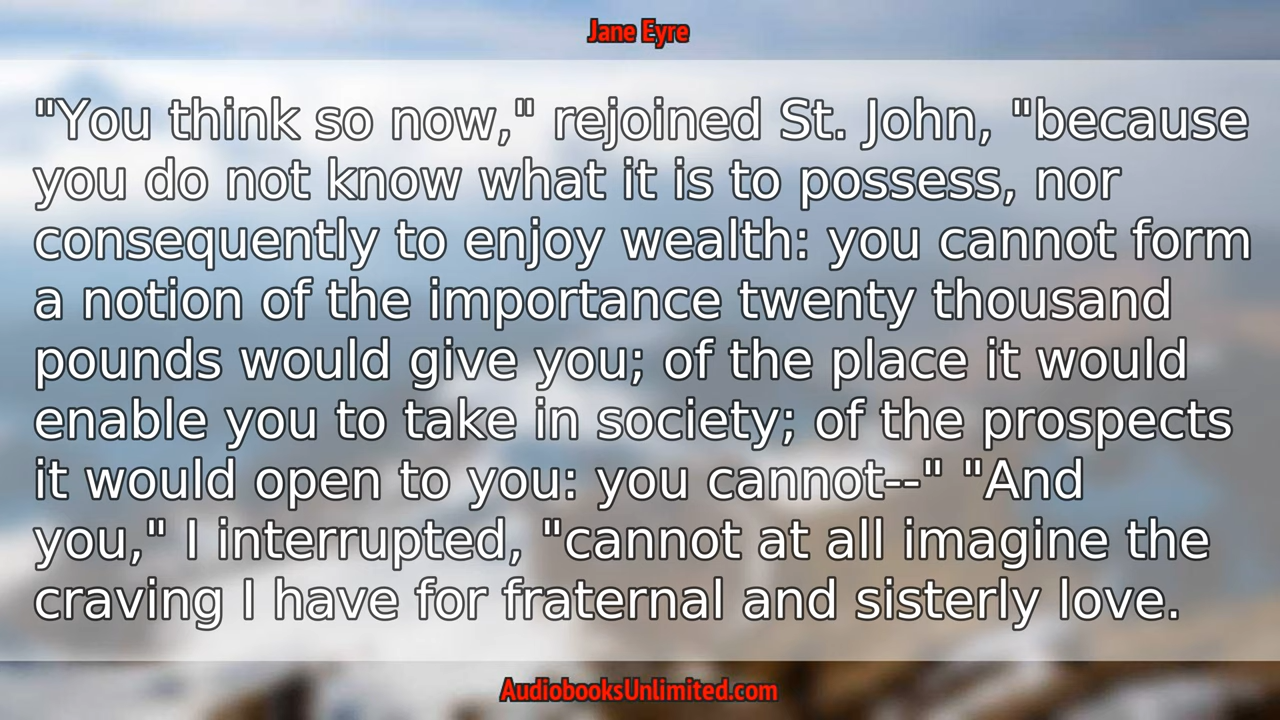 Jane Eyre
"You think so now," rejoined St. John, "because
you do not know what it is to possess, nor
consequently to enjoy wealth: you cannot form
a notion of the importance twenty thousand
pounds would give you; of the place it would
enable you to take in society; of the prospects
it would open to you: you cannot--" "And
you," I interrupted, "cannot at all imagine the
craving I have for fraternal and sisterly love.
AudiobooksUnlimited.com